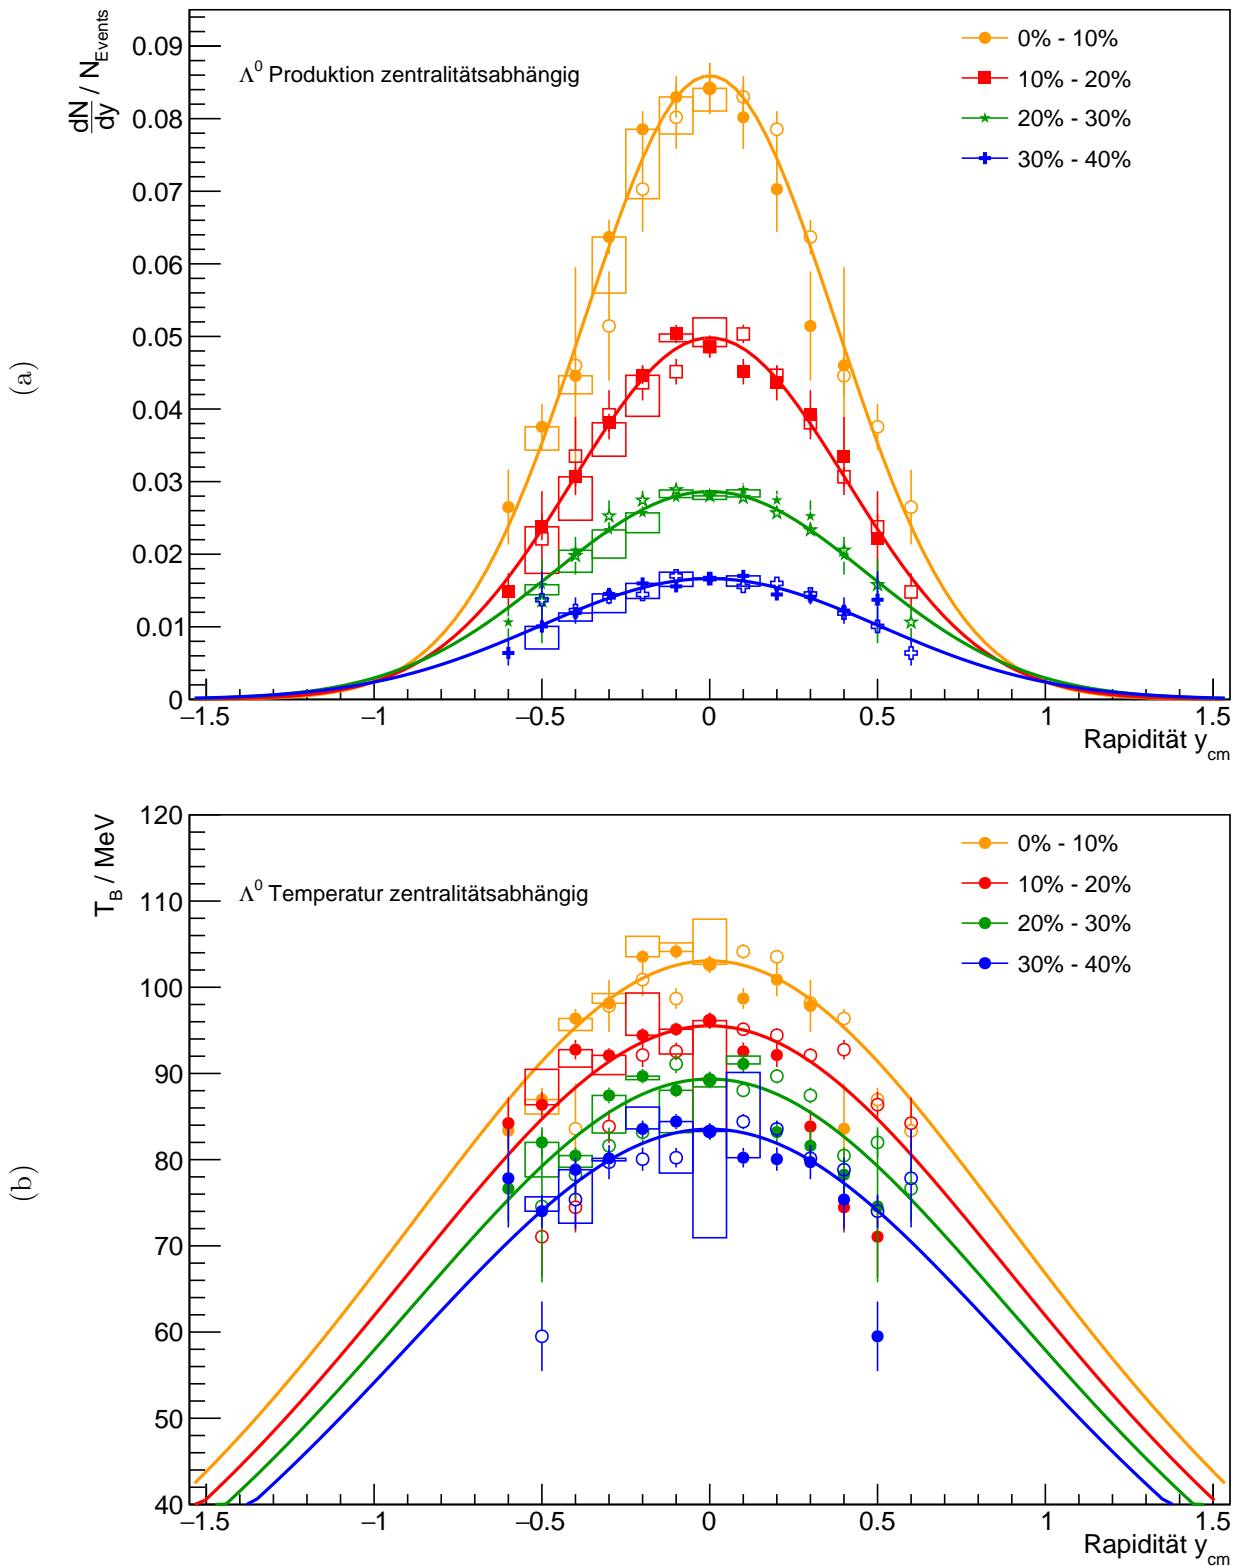 (a)
dN/dy / N_Events
Λ⁰ Produktion zentralitätsabhängig
0% - 10%
10% - 20%
20% - 30%
30% - 40%
0.09
0.08
0.07
0.06
0.05
0.04
0.03
0.02
0.01
0
−1.5 −1 −0.5 0 0.5 1 1.5
Rapidität y_cm
(b)
T_B / MeV
Λ⁰ Temperatur zentralitätsabhängig
0% - 10%
10% - 20%
20% - 30%
30% - 40%
120
110
100
90
80
70
60
50
40
−1.5 −1 −0.5 0 0.5 1 1.5
Rapidität y_cm